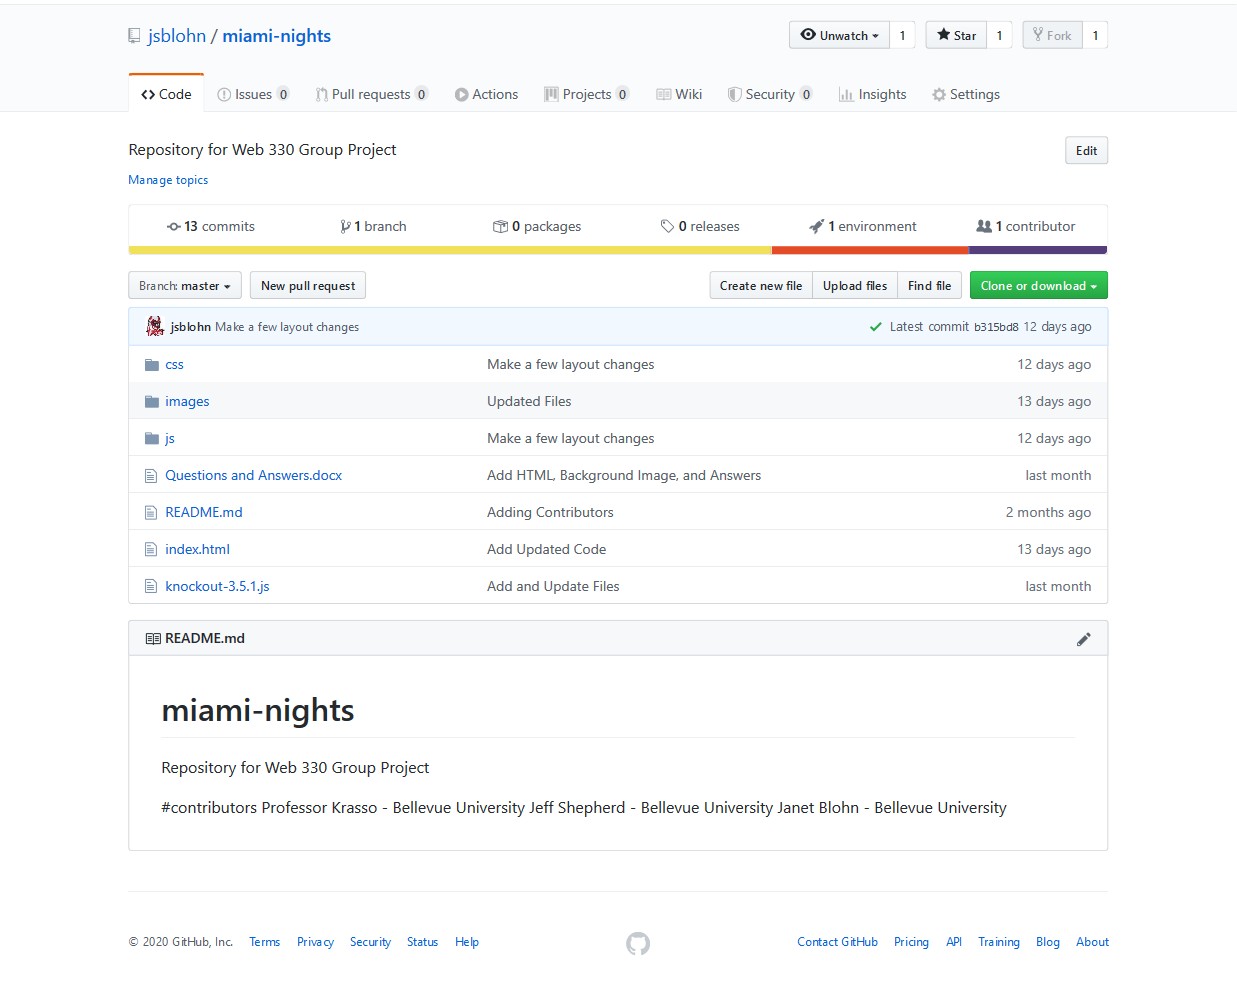 jsblohn / miami-nights
Unwatch 1 Star 1 Fork 1
Code Issues 0 Pull requests 0 Actions Projects 0 Wiki Security 0 Insights Settings
Repository for Web 330 Group Project
Edit
Manage topics
13 commits 1 branch 0 packages 0 releases 1 environment 1 contributor
Branch: master New pull request Create new file Upload files Find file Clone or download
jsblohn Make a few layout changes Latest commit b315bd8 12 days ago
css Make a few layout changes 12 days ago
images Updated Files 13 days ago
js Make a few layout changes 12 days ago
Questions and Answers.docx Add HTML, Background Image, and Answers last month
README.md Adding Contributors 2 months ago
index.html Add Updated Code 13 days ago
knockout-3.5.1.js Add and Update Files last month
README.md
miami-nights
Repository for Web 330 Group Project
#contributors Professor Krasso - Bellevue University Jeff Shepherd - Bellevue University Janet Blohn - Bellevue University
© 2020 GitHub, Inc. Terms Privacy Security Status Help Contact GitHub Pricing API Training Blog About